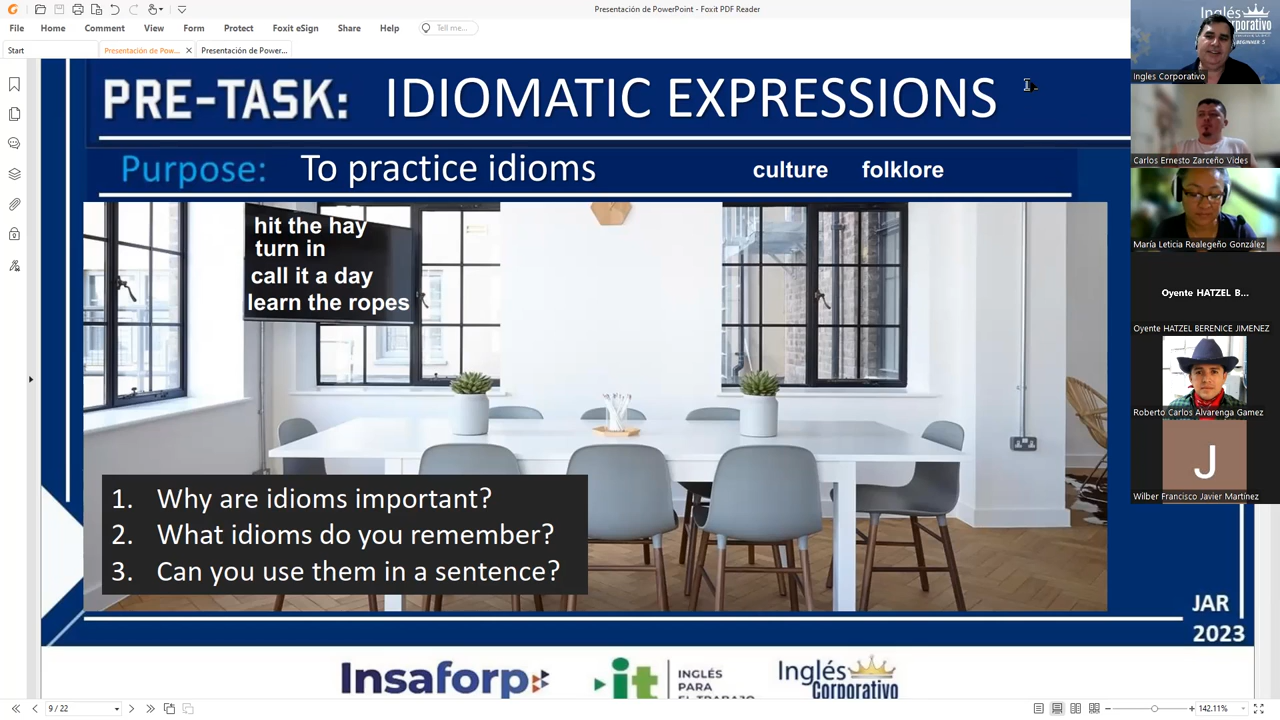 Presentación de PowerPoint - Foxit PDF Reader
File Home Comment View Form Protect Foxit eSign Share Help Tell me...
Start Presentación de Pow... Presentación de Power...
PRE-TASK: IDIOMATIC EXPRESSIONS
Purpose: To practice idioms culture folklore
hit the hay
turn in
call it a day
learn the ropes
1. Why are idioms important?
2. What idioms do you remember?
3. Can you use them in a sentence?
JAR
2023
Insaforp
it
INGLÉS
PARA
EL TRABAJO
Inglés
Corporativo
Inglés
Corporativo
BEGINNER 5
Ingles Corporativo
Carlos Ernesto Zarceño Vides
María Leticia Realegeño González
Oyente HATZEL B...
Oyente HATZEL BERENICE JIMENEZ
Roberto Carlos Alvarenga Gamez
J
Wilber Francisco Javier Martínez
9 / 22
142.11%